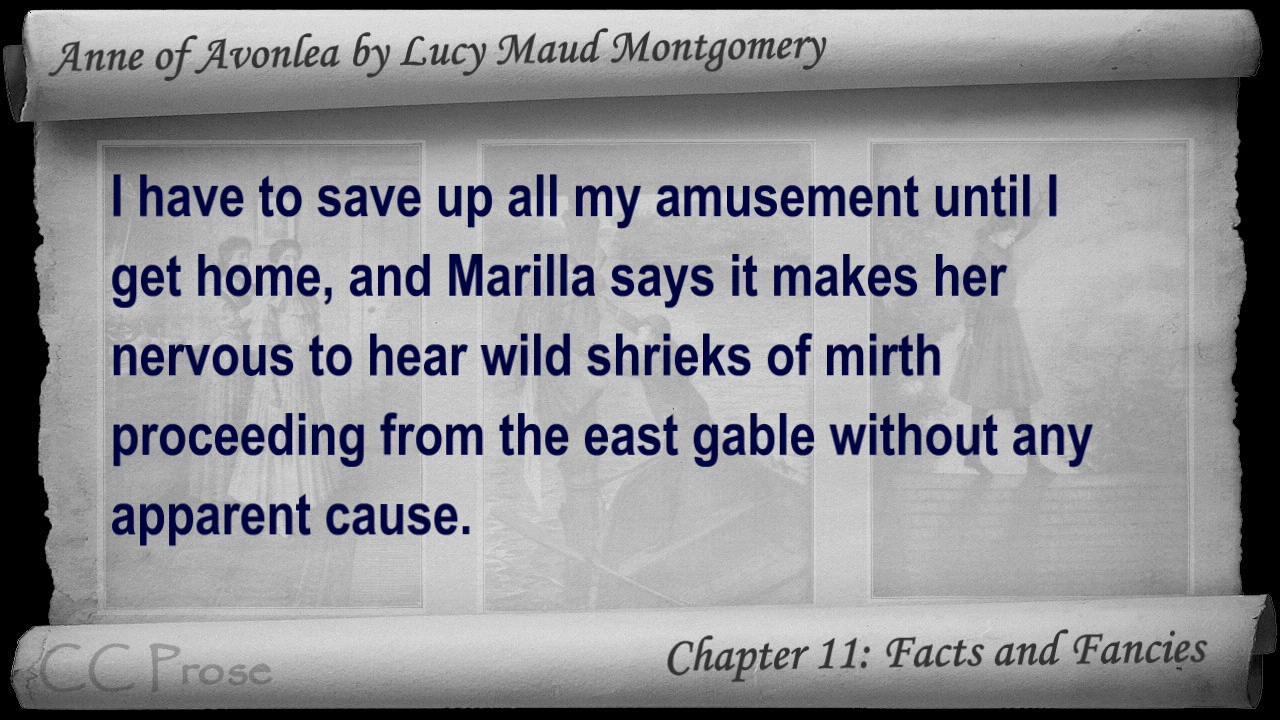 Anne of Avonlea by Lucy Maud Montgomery
I have to save up all my amusement until I
get home, and Marilla says it makes her
nervous to hear wild shrieks of mirth
proceeding from the east gable without any
apparent cause.
CC Prose
Chapter 11: Facts and Fancies